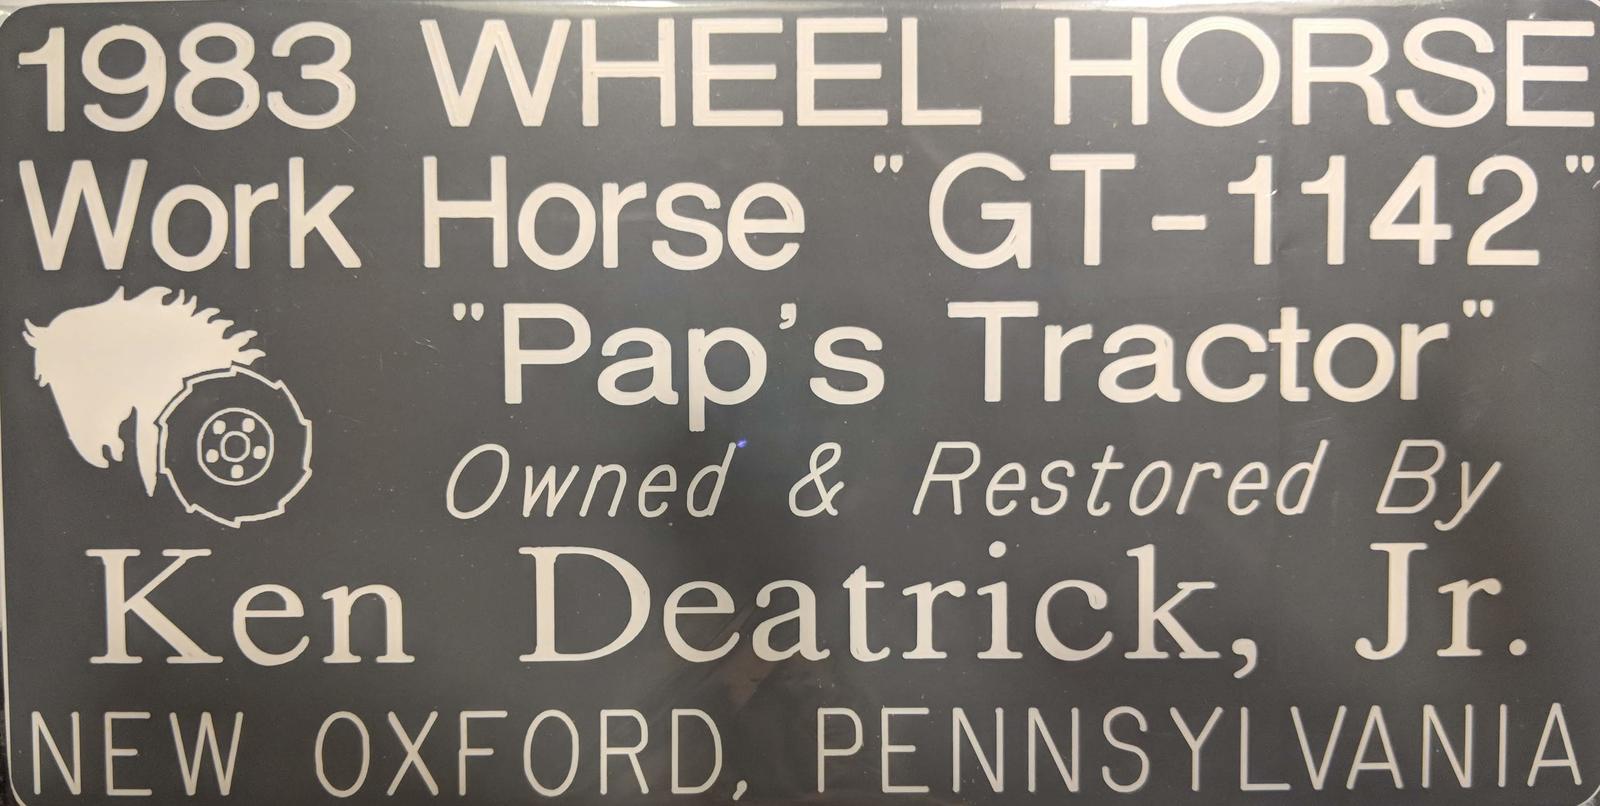 1983 WHEEL HORSE
Work Horse "GT-1142"
"Pap's Tractor"
Owned & Restored By
Ken Deatrick, Jr.
NEW OXFORD, PENNSYLVANIA